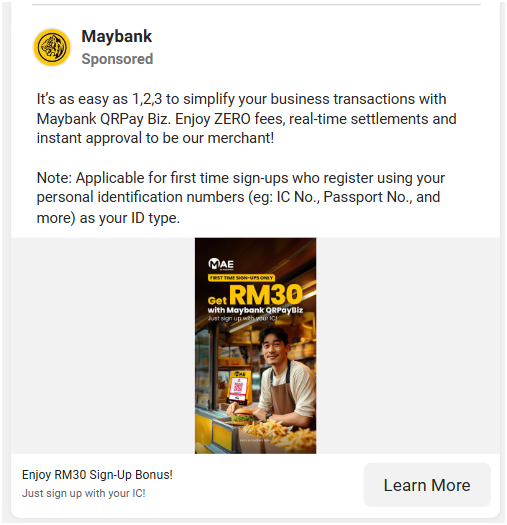 Maybank
Sponsored
It's as easy as 1,2,3 to simplify your business transactions with
Maybank QRPay Biz. Enjoy ZERO fees, real-time settlements and
instant approval to be our merchant!
Note: Applicable for first time sign-ups who register using your
personal identification numbers (eg: IC No., Passport No., and
more) as your ID type.
MAE
FIRST TIME SIGN-UPS ONLY
Get RM30
with Maybank QRPayBiz
Just sign up with your IC!
MAE
Enjoy RM30 Sign-Up Bonus!
Just sign up with your IC!
Learn More